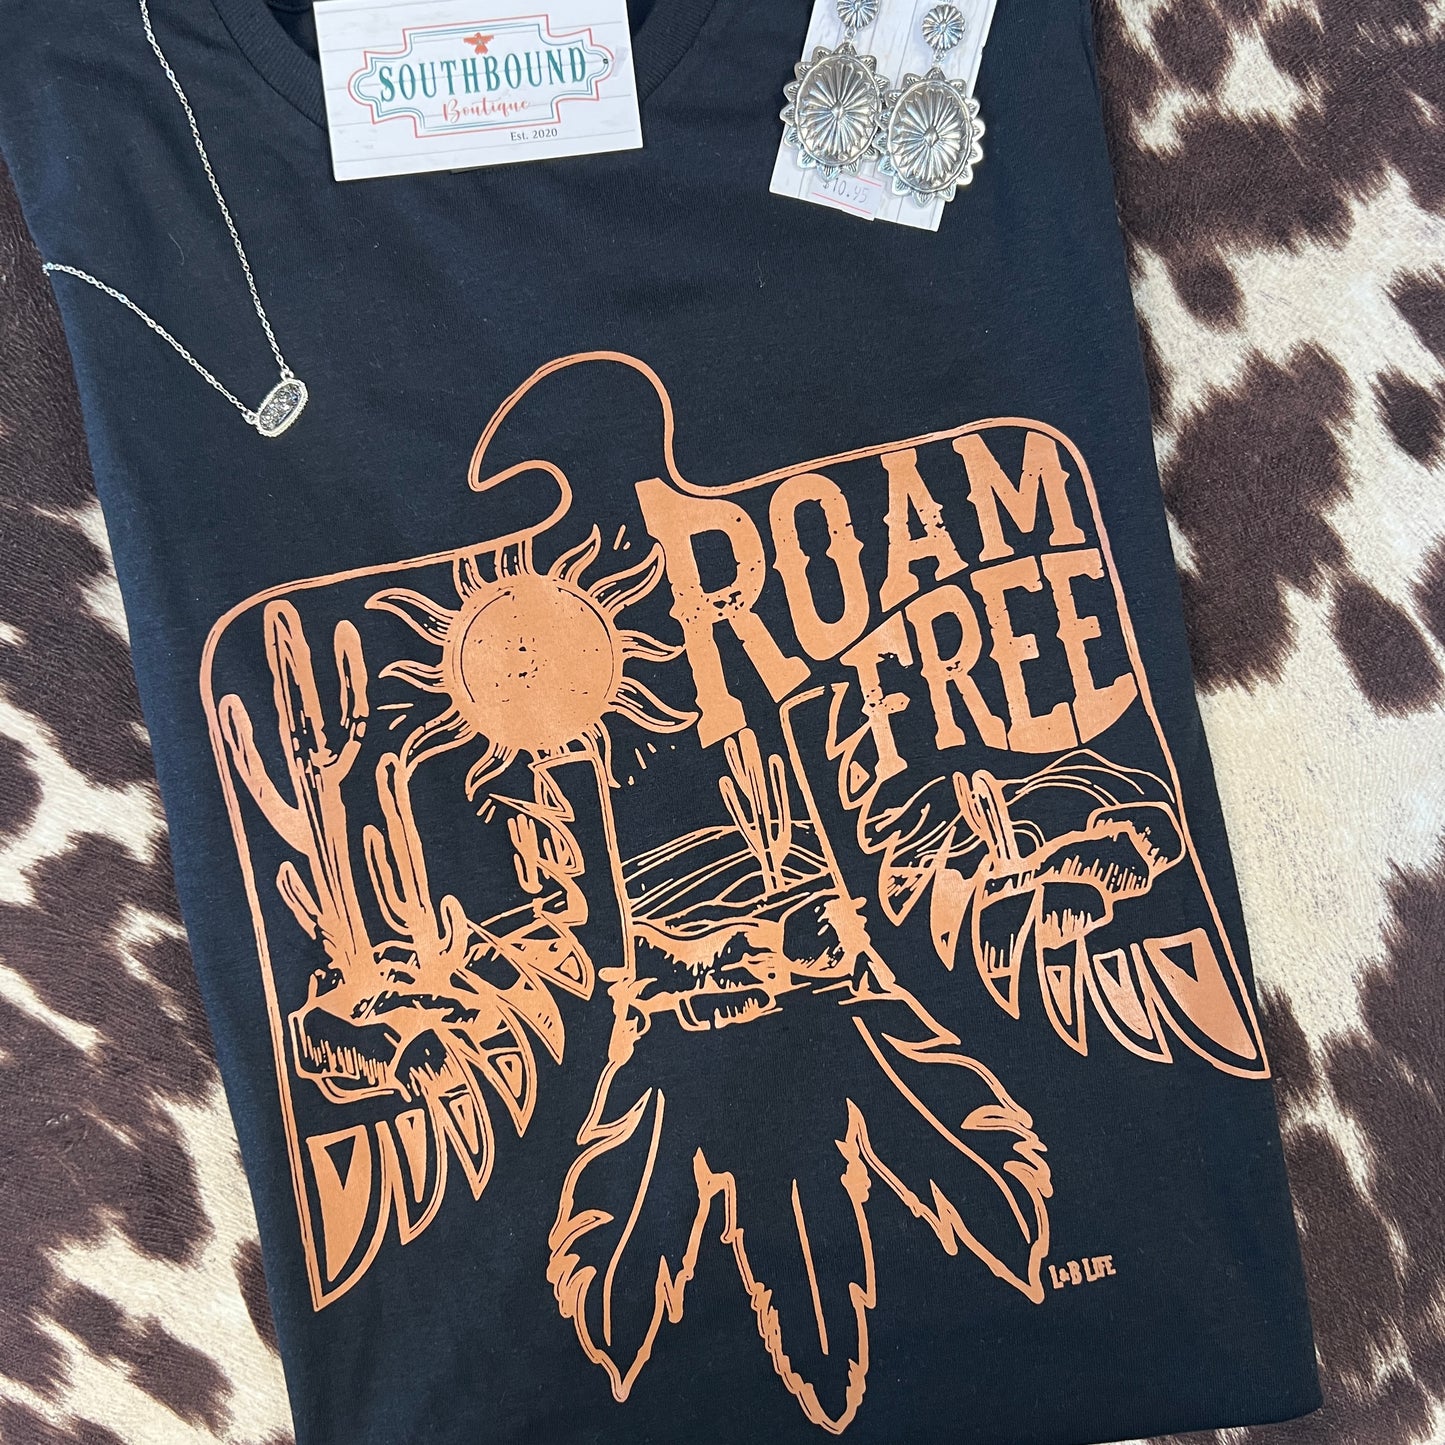 SOUTHBOUND
Boutique
Est. 2020
$10.95
ROAM
FREE
L&B LIFE